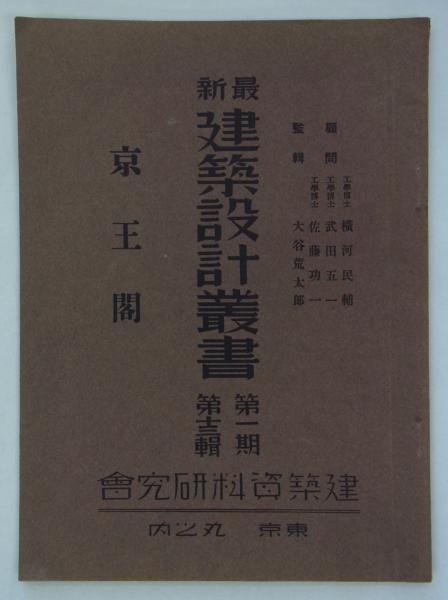 顧問 工學博士 横河民輔
工學博士 武田五一
工學博士 佐藤功一
監輯 大谷荒太郎
最新
建築設計叢書
第一期
第十三輯
京王閣
建築資料研究會
東京 丸之内